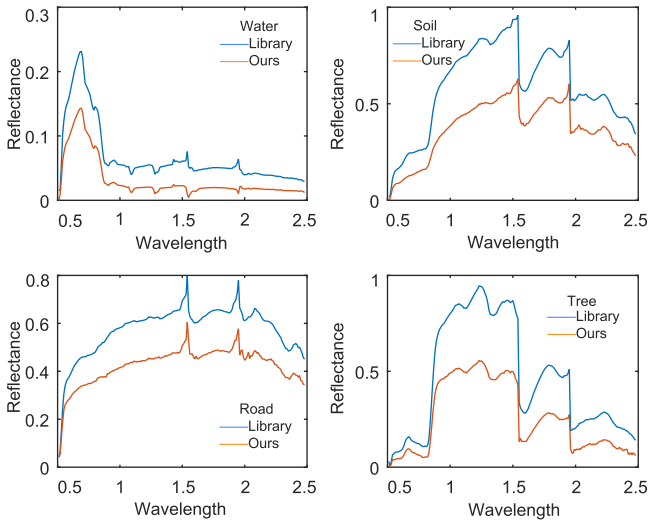 0.3
0.2
0.1
0
Reflectance
Water
Library
Ours
0.5 1 1.5 2 2.5
Wavelength
1
0.5
0
Reflectance
Soil
Library
Ours
0.5 1 1.5 2 2.5
Wavelength
0.8
0.6
0.4
0.2
0
Reflectance
Road
Library
Ours
0.5 1 1.5 2 2.5
Wavelength
1
0.5
0
Reflectance
Tree
Library
Ours
0.5 1 1.5 2 2.5
Wavelength